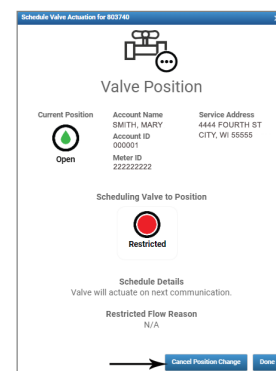 Schedule Valve Actuation for 803740
Valve Position
Current Position
Open
Account Name
SMITH, MARY
Account ID
000001
Meter ID
222222222
Service Address
4444 FOURTH ST
CITY, WI 55555
Scheduling Valve to Position
Restricted
Schedule Details
Valve will actuate on next communication.
Restricted Flow Reason
N/A
Cancel Position Change
Done